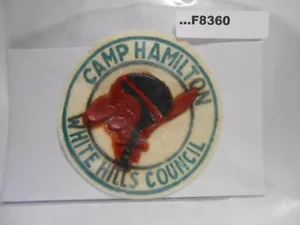 ...F8360
CAMP HAMILTON
WHITE HILLS COUNCIL